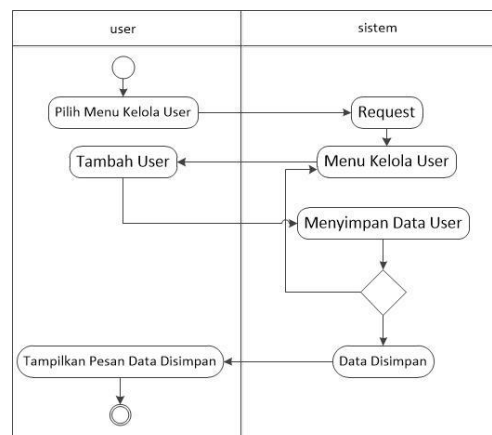 user
sistem
Pilih Menu Kelola User
Request
Tambah User
Menu Kelola User
Menyimpan Data User
Tampilkan Pesan Data Disimpan
Data Disimpan